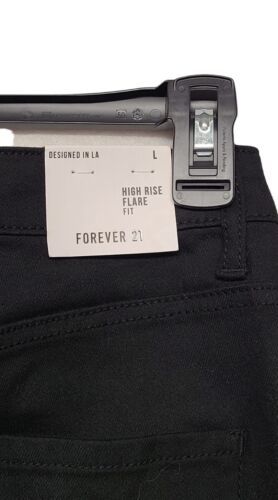 DESIGNED IN LA
L
HIGH RISE
FLARE
FIT
FOREVER 21